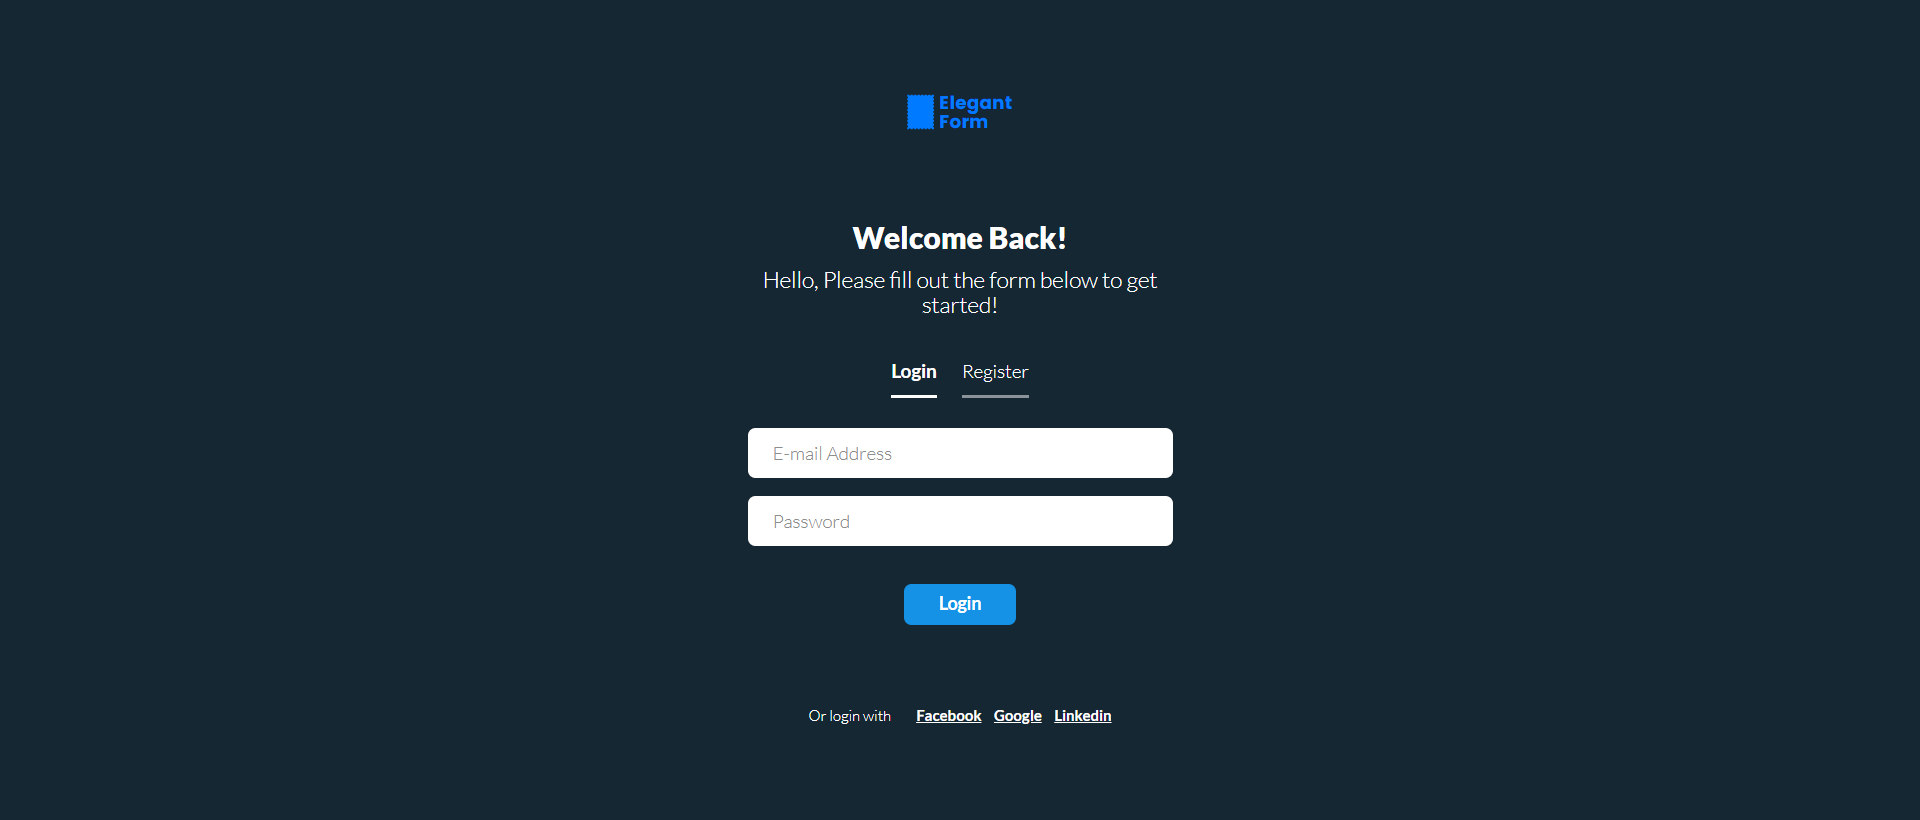 Elegant
Form
Welcome Back!
Hello, Please fill out the form below to get
started!
Login Register
E-mail Address
Password
Login
Or login with Facebook Google Linkedin